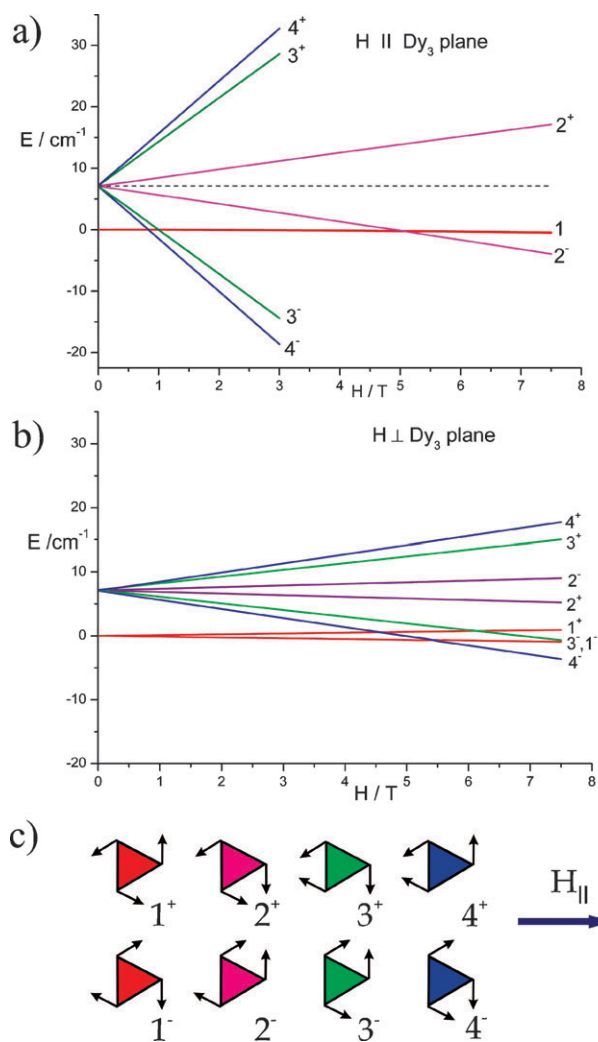 a)
H || Dy₃ plane
E / cm⁻¹
30
20
10
0
-10
-20
4⁺
3⁺
2⁺
1
2⁻
3⁻
4⁻
0 1 2 3 4 5 6 7 8
H / T
b)
H ⊥ Dy₃ plane
E /cm⁻¹
30
20
10
0
-10
-20
4⁺
3⁺
2⁻
2⁺
1⁺
3⁻,1⁻
4⁻
0 1 2 3 4 5 6 7 8
H / T
c)
1⁺ 2⁺ 3⁺ 4⁺
H||
1⁻ 2⁻ 3⁻ 4⁻